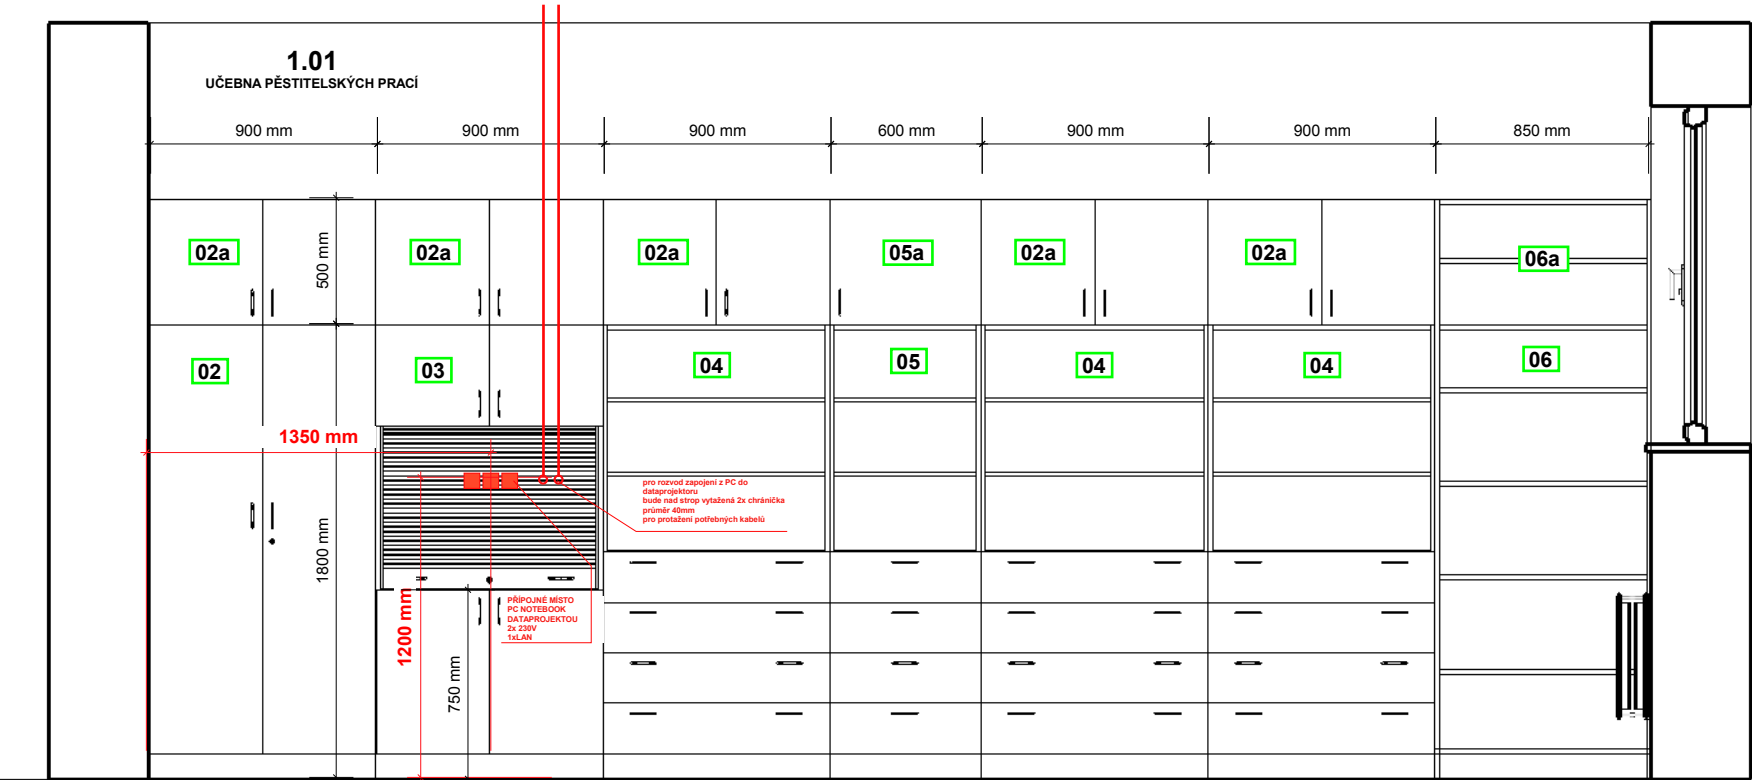 1.01
UČEBNA PĚSTITELSKÝCH PRACÍ
900 mm
900 mm
900 mm
600 mm
900 mm
900 mm
850 mm
02a
500 mm
02a
02a
05a
02a
02a
06a
02
03
04
05
04
04
06
1350 mm
1800 mm
1200 mm
750 mm
pro rozvod zapojení z PC do
dataprojektoru
bude nad strop vytažená 2x chránička
průměr 40mm
pro protažení potřebných kabelů
PŘÍPOJNÉ MÍSTO
PC NOTEBOOK
DATAPROJEKTOU
2x 230V
1xLAN